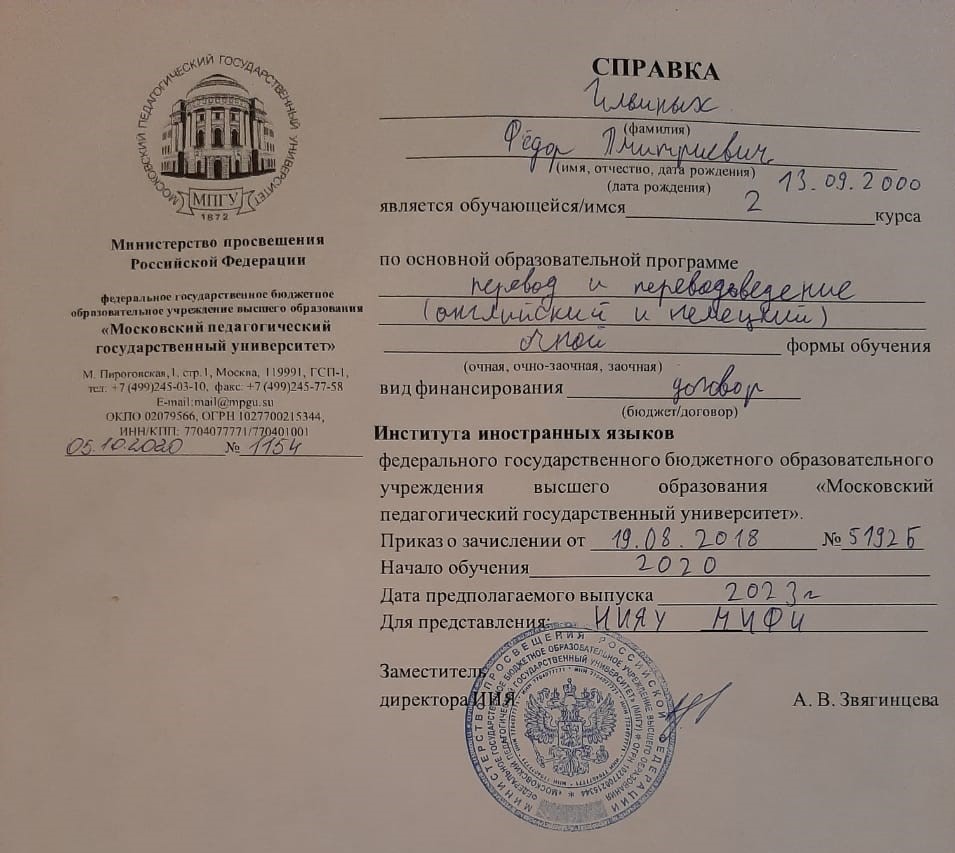 МОСКОВСКИЙ ПЕДАГОГИЧЕСКИЙ ГОСУДАРСТВЕННЫЙ УНИВЕРСИТЕТ
МПГУ
1872
Министерство просвещения
Российской Федерации
федеральное государственное бюджетное
образовательное учреждение высшего образования
«Московский педагогический
государственный университет»
М. Пироговская,1, стр.1, Москва, 119991, ГСП-1,
тел: +7(499)245-03-10, факс: +7(499)245-77-58
E-mail:mail@mpgu.su
ОКПО 02079566, ОГРН 1027700215344,
ИНН/КПП: 7704077771/770401001
05.10.2020 № 1154
СПРАВКА
Ильиных
(фамилия)
Фёдор Дмитриевич
(имя, отчество, дата рождения)
(дата рождения) 13.09.2000
является обучающейся/имся 2 курса
по основной образовательной программе
перевод и переводоведение
(английский и немецкий)
очной формы обучения
(очная, очно-заочная, заочная)
вид финансирования договор
(бюджет/договор)
Института иностранных языков
федерального государственного бюджетного образовательного
учреждения высшего образования «Московский
педагогический государственный университет».
Приказ о зачислении от 19.08.2018 № 5192Б
Начало обучения 2020
Дата предполагаемого выпуска 2023г
Для представления: НИЯУ МИФИ
Заместитель
директора ИИЯ А. В. Звягинцева
МИНИСТЕРСТВО ПРОСВЕЩЕНИЯ РОССИЙСКОЙ ФЕДЕРАЦИИ
ФЕДЕРАЛЬНОЕ ГОСУДАРСТВЕННОЕ БЮДЖЕТНОЕ ОБРАЗОВАТЕЛЬНОЕ УЧРЕЖДЕНИЕ ВЫСШЕГО ОБРАЗОВАНИЯ
«МОСКОВСКИЙ ПЕДАГОГИЧЕСКИЙ ГОСУДАРСТВЕННЫЙ УНИВЕРСИТЕТ» (МПГУ) * ОГРН 1027700215344 *